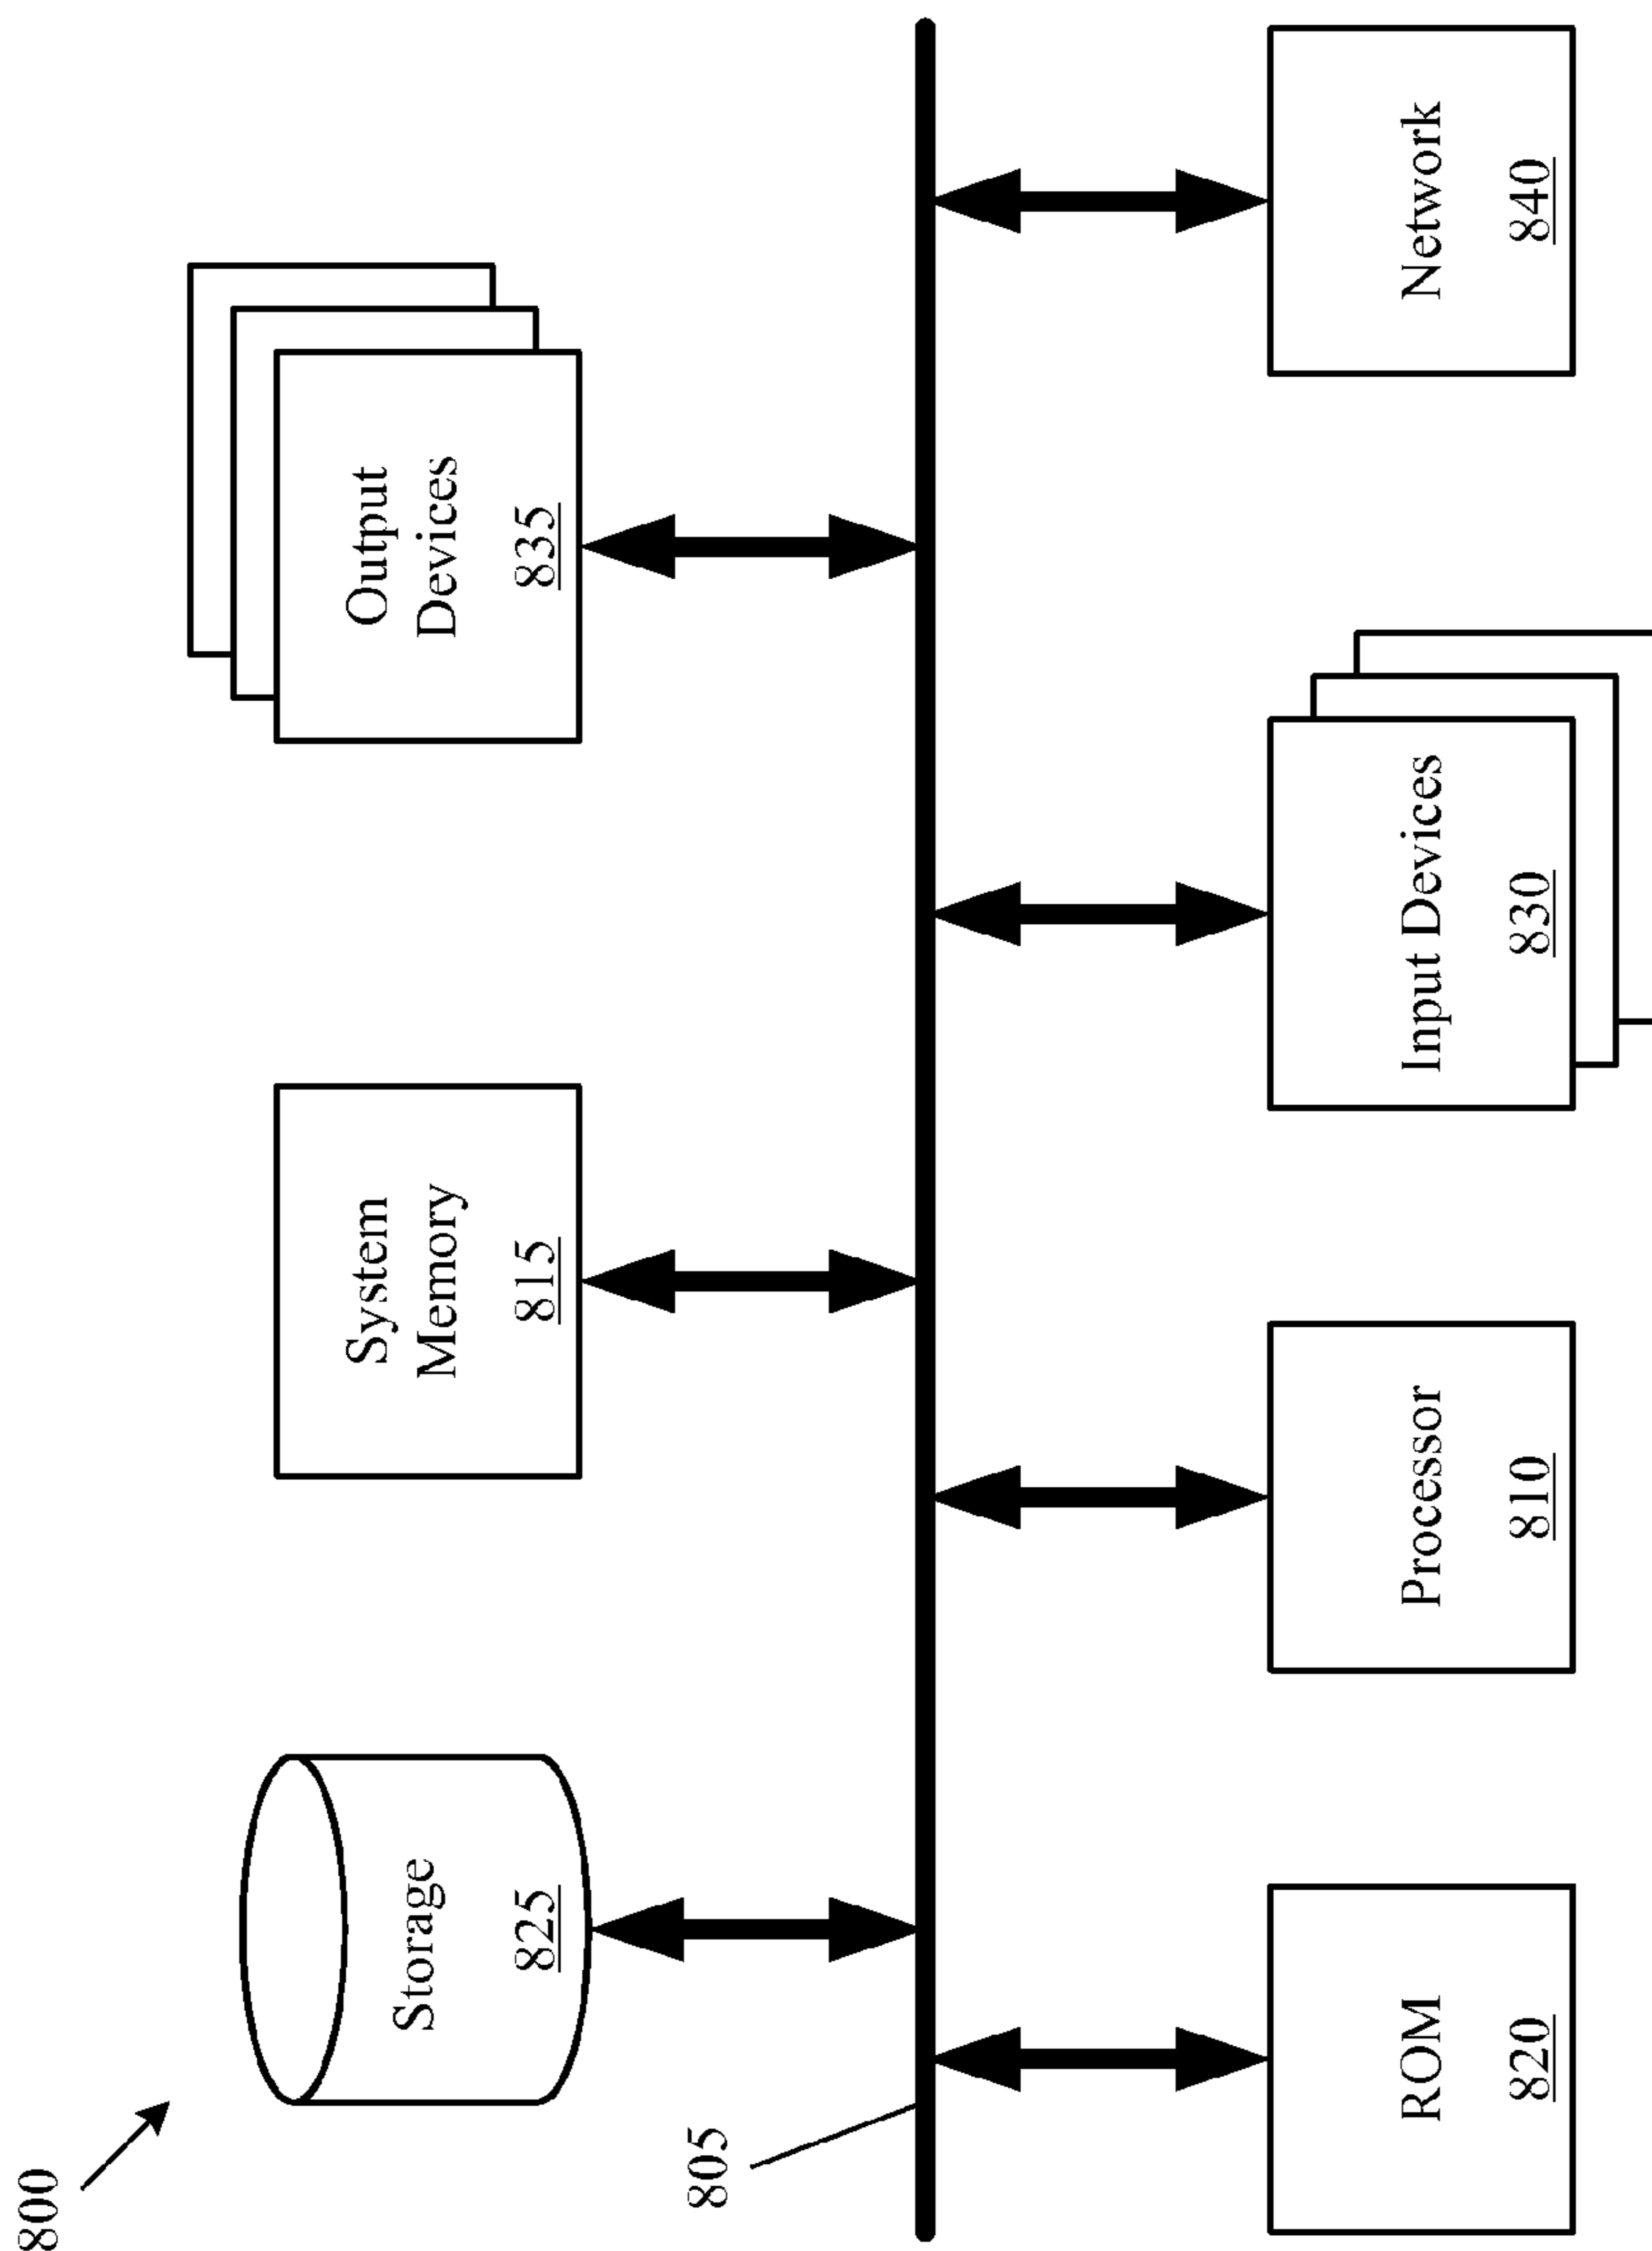 800
Storage
825
System
Memory
815
Output
Devices
835
805
ROM
820
Processor
810
Input Devices
830
Network
840